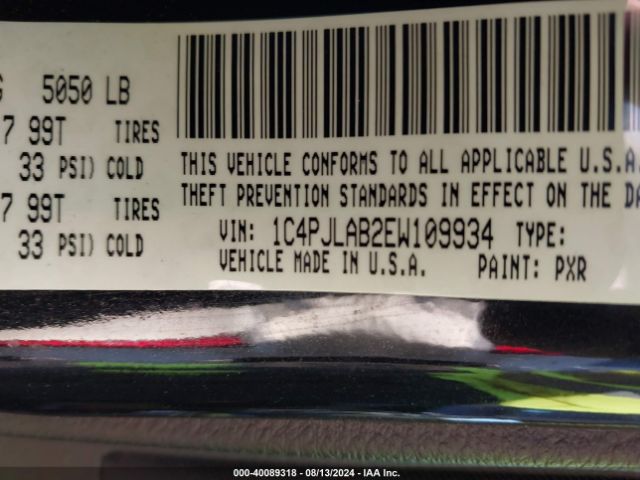 5050 LB
7 99T TIRES
33 PSI) COLD
7 99T TIRES
33 PSI) COLD
THIS VEHICLE CONFORMS TO ALL APPLICABLE U.S.A.
THEFT PREVENTION STANDARDS IN EFFECT ON THE DA
VIN: 1C4PJLAB2EW109934 TYPE:
VEHICLE MADE IN U.S.A. PAINT: PXR
000-40089318 - 08/13/2024 - IAA Inc.